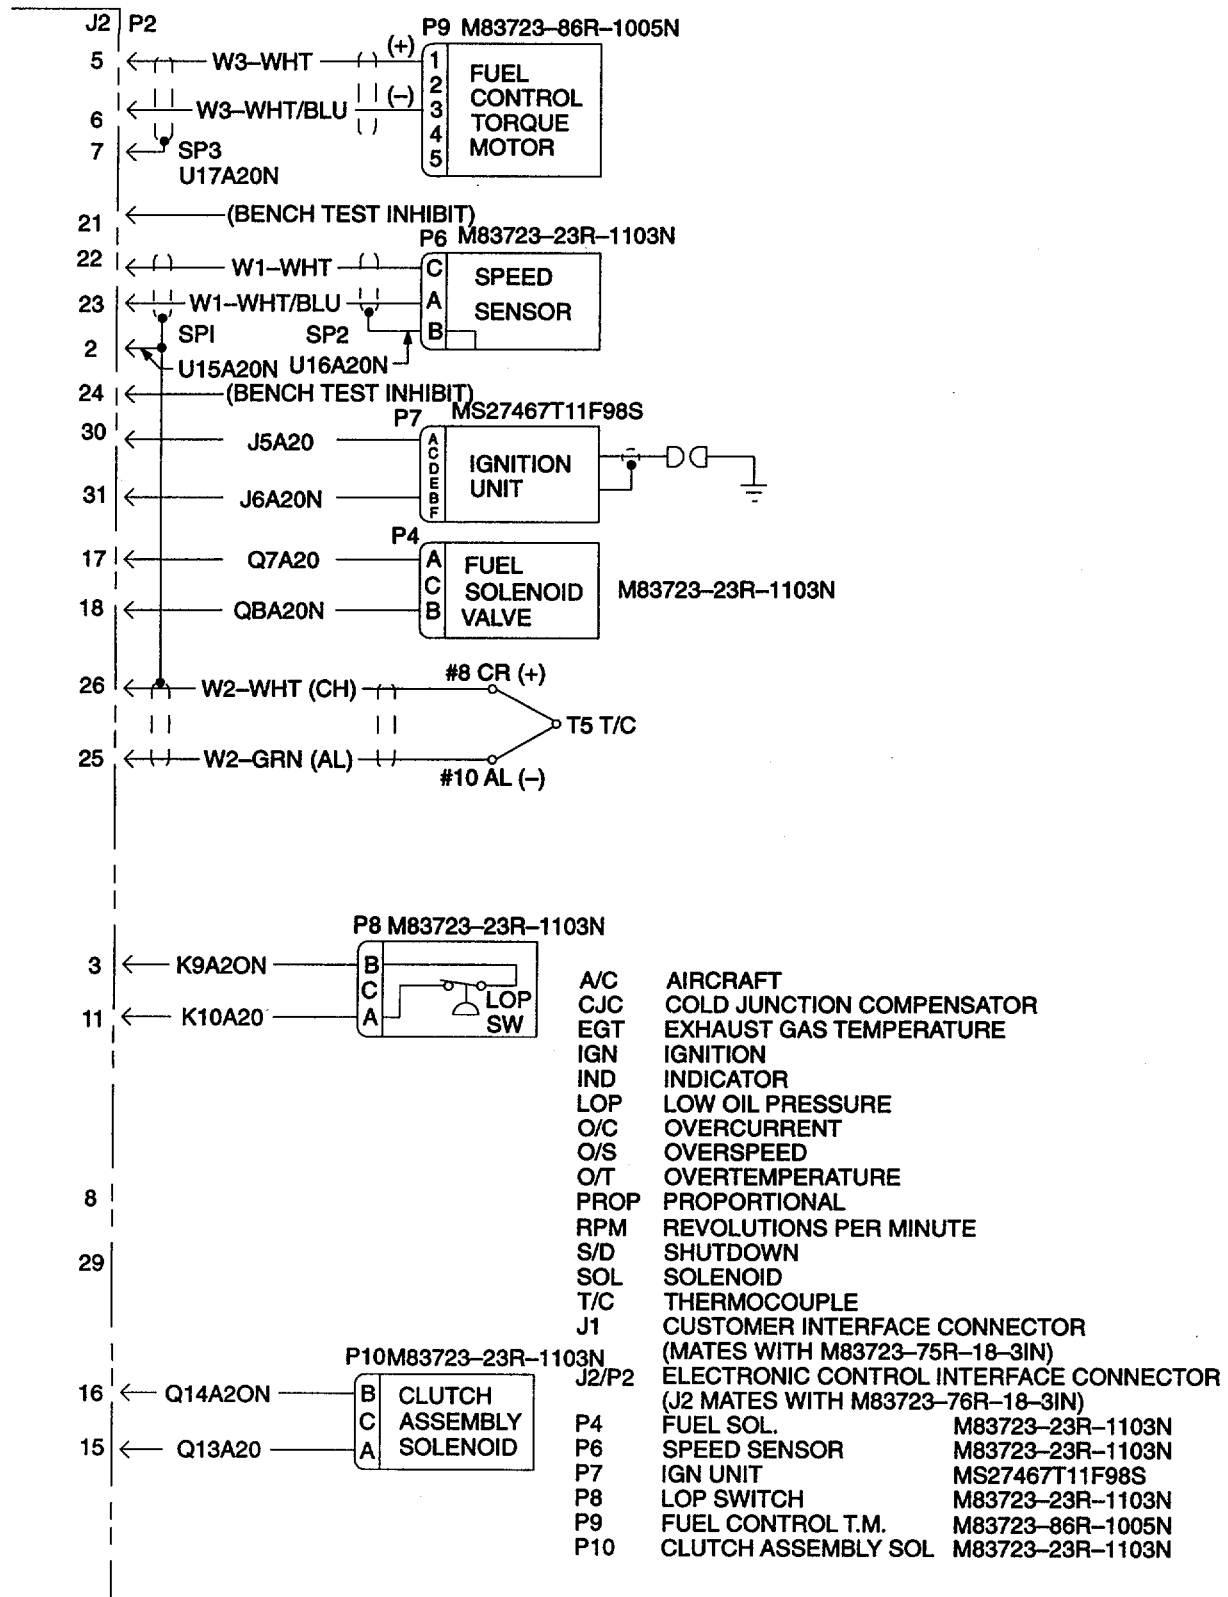 J2 P2
P9 M83723–86R–1005N
5 W3–WHT (+) 1
2
FUEL
CONTROL
TORQUE
MOTOR
6 W3–WHT/BLU (–) 3
4
5
7 SP3
U17A20N
21 (BENCH TEST INHIBIT)
P6 M83723–23R–1103N
22 W1–WHT C
SPEED
SENSOR
23 W1–WHT/BLU A
SP1 SP2 B
2
U15A20N U16A20N
24 (BENCH TEST INHIBIT)
P7 MS27467T11F98S
30 J5A20 A
C
D
E
B
F
IGNITION
UNIT
31 J6A20N
P4
17 Q7A20 A
C
B
FUEL
SOLENOID
VALVE
M83723–23R–1103N
18 QBA20N
26 W2–WHT (CH) #8 CR (+)
T5 T/C
25 W2–GRN (AL) #10 AL (–)
P8 M83723–23R–1103N
3 K9A2ON B
C
LOP
SW
11 K10A20 A
8
29
P10M83723–23R–1103N
16 Q14A2ON B
C
CLUTCH
ASSEMBLY
SOLENOID
15 Q13A20 A
A/C AIRCRAFT
CJC COLD JUNCTION COMPENSATOR
EGT EXHAUST GAS TEMPERATURE
IGN IGNITION
IND INDICATOR
LOP LOW OIL PRESSURE
O/C OVERCURRENT
O/S OVERSPEED
O/T OVERTEMPERATURE
PROP PROPORTIONAL
RPM REVOLUTIONS PER MINUTE
S/D SHUTDOWN
SOL SOLENOID
T/C THERMOCOUPLE
J1 CUSTOMER INTERFACE CONNECTOR
(MATES WITH M83723–75R–18–3IN)
J2/P2 ELECTRONIC CONTROL INTERFACE CONNECTOR
(J2 MATES WITH M83723–76R–18–3IN)
P4 FUEL SOL. M83723–23R–1103N
P6 SPEED SENSOR M83723–23R–1103N
P7 IGN UNIT MS27467T11F98S
P8 LOP SWITCH M83723–23R–1103N
P9 FUEL CONTROL T.M. M83723–86R–1005N
P10 CLUTCH ASSEMBLY SOL M83723–23R–1103N